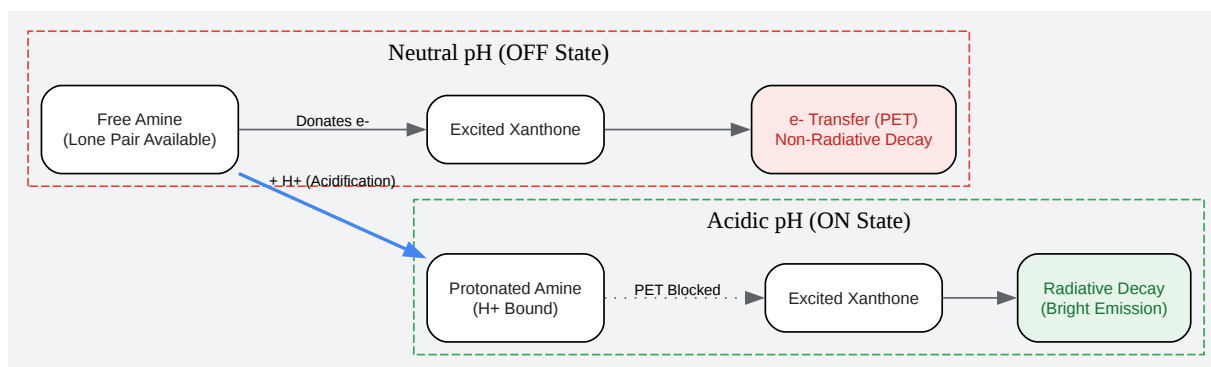 Neutral pH (OFF State)
Free Amine
(Lone Pair Available)
Donates e-
Excited Xanthone
e- Transfer (PET)
Non-Radiative Decay
+ H+ (Acidification)
Acidic pH (ON State)
Protonated Amine
(H+ Bound)
PET Blocked
Excited Xanthone
Radiative Decay
(Bright Emission)